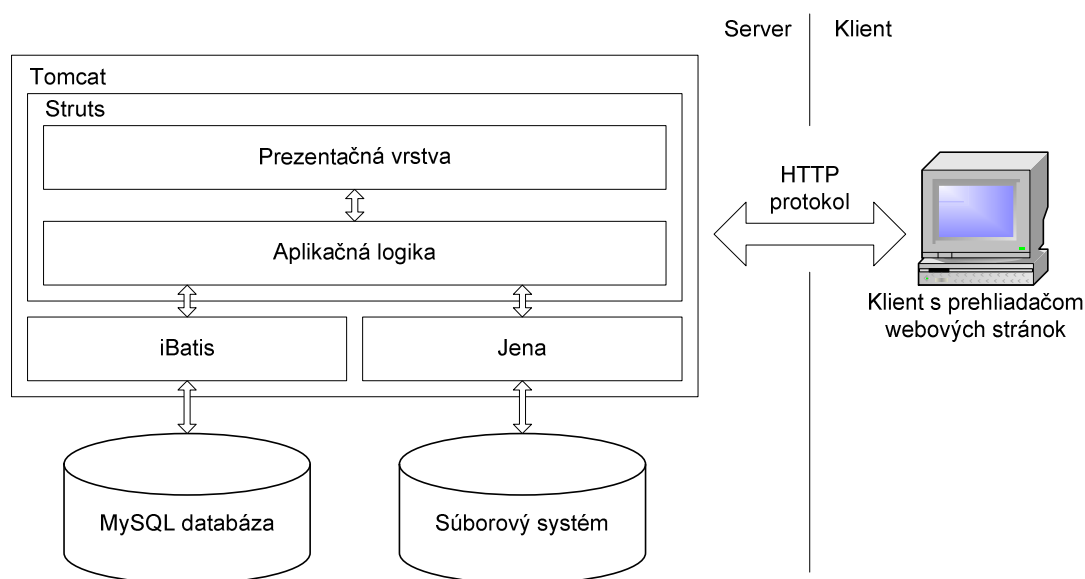 Server
Klient
Tomcat
Struts
Prezentačná vrstva
Aplikačná logika
HTTP
protokol
Klient s prehliadačom
webových stránok
iBatis
Jena
MySQL databáza
Súborový systém